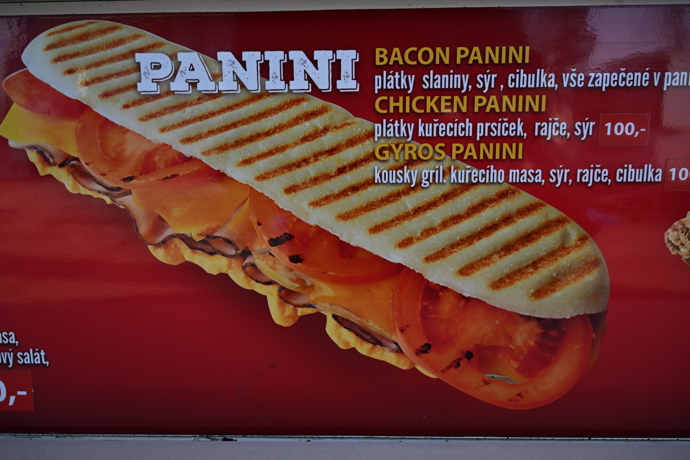 PANINI
BACON PANINI
plátky slaniny, sýr , cibulka, vše zapečené v
CHICKEN PANINI
plátky kuřecích prsíček, rajče, sýr 100,-
GYROS PANINI
kousky gril. kuřecího masa, sýr, rajče, cibulka
salát,